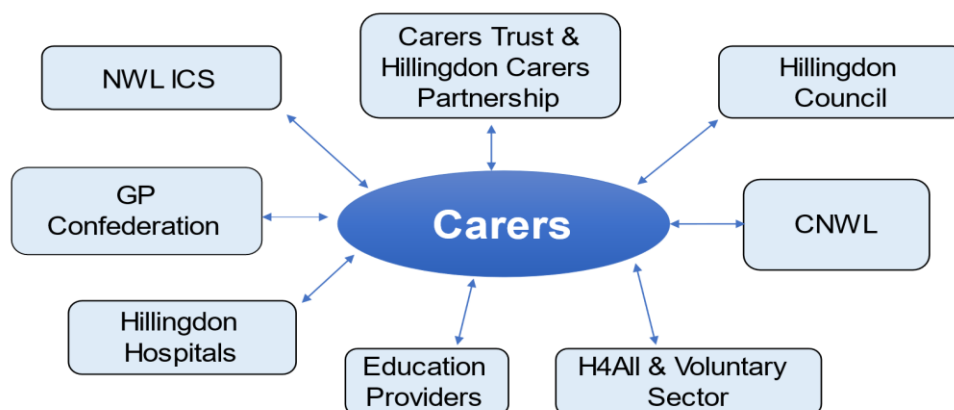 Carers Trust &
Hillingdon Carers
Partnership
NWL ICS
Hillingdon
Council
GP
Confederation
Carers
CNWL
Hillingdon
Hospitals
Education
Providers
H4All & Voluntary
Sector